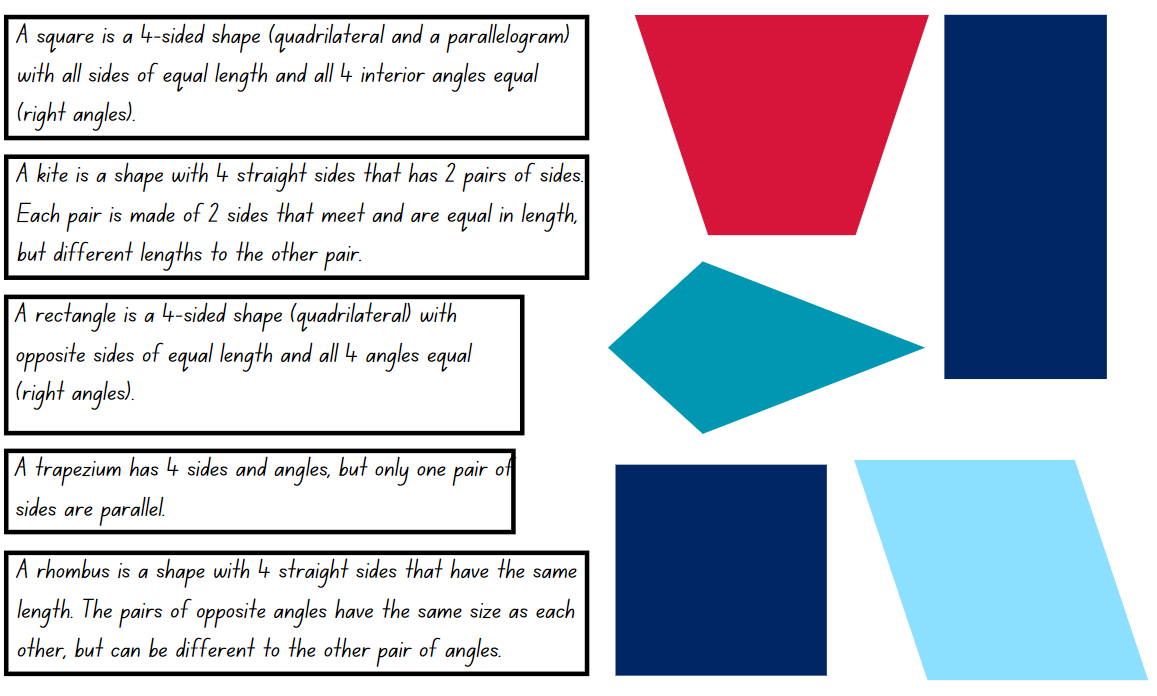 A square is a 4-sided shape (quadrilateral and a parallelogram)
with all sides of equal length and all 4 interior angles equal
(right angles).
A kite is a shape with 4 straight sides that has 2 pairs of sides.
Each pair is made of 2 sides that meet and are equal in length,
but different lengths to the other pair.
A rectangle is a 4-sided shape (quadrilateral) with
opposite sides of equal length and all 4 angles equal
(right angles).
A trapezium has 4 sides and angles, but only one pair of
sides are parallel.
A rhombus is a shape with 4 straight sides that have the same
length. The pairs of opposite angles have the same size as each
other, but can be different to the other pair of angles.